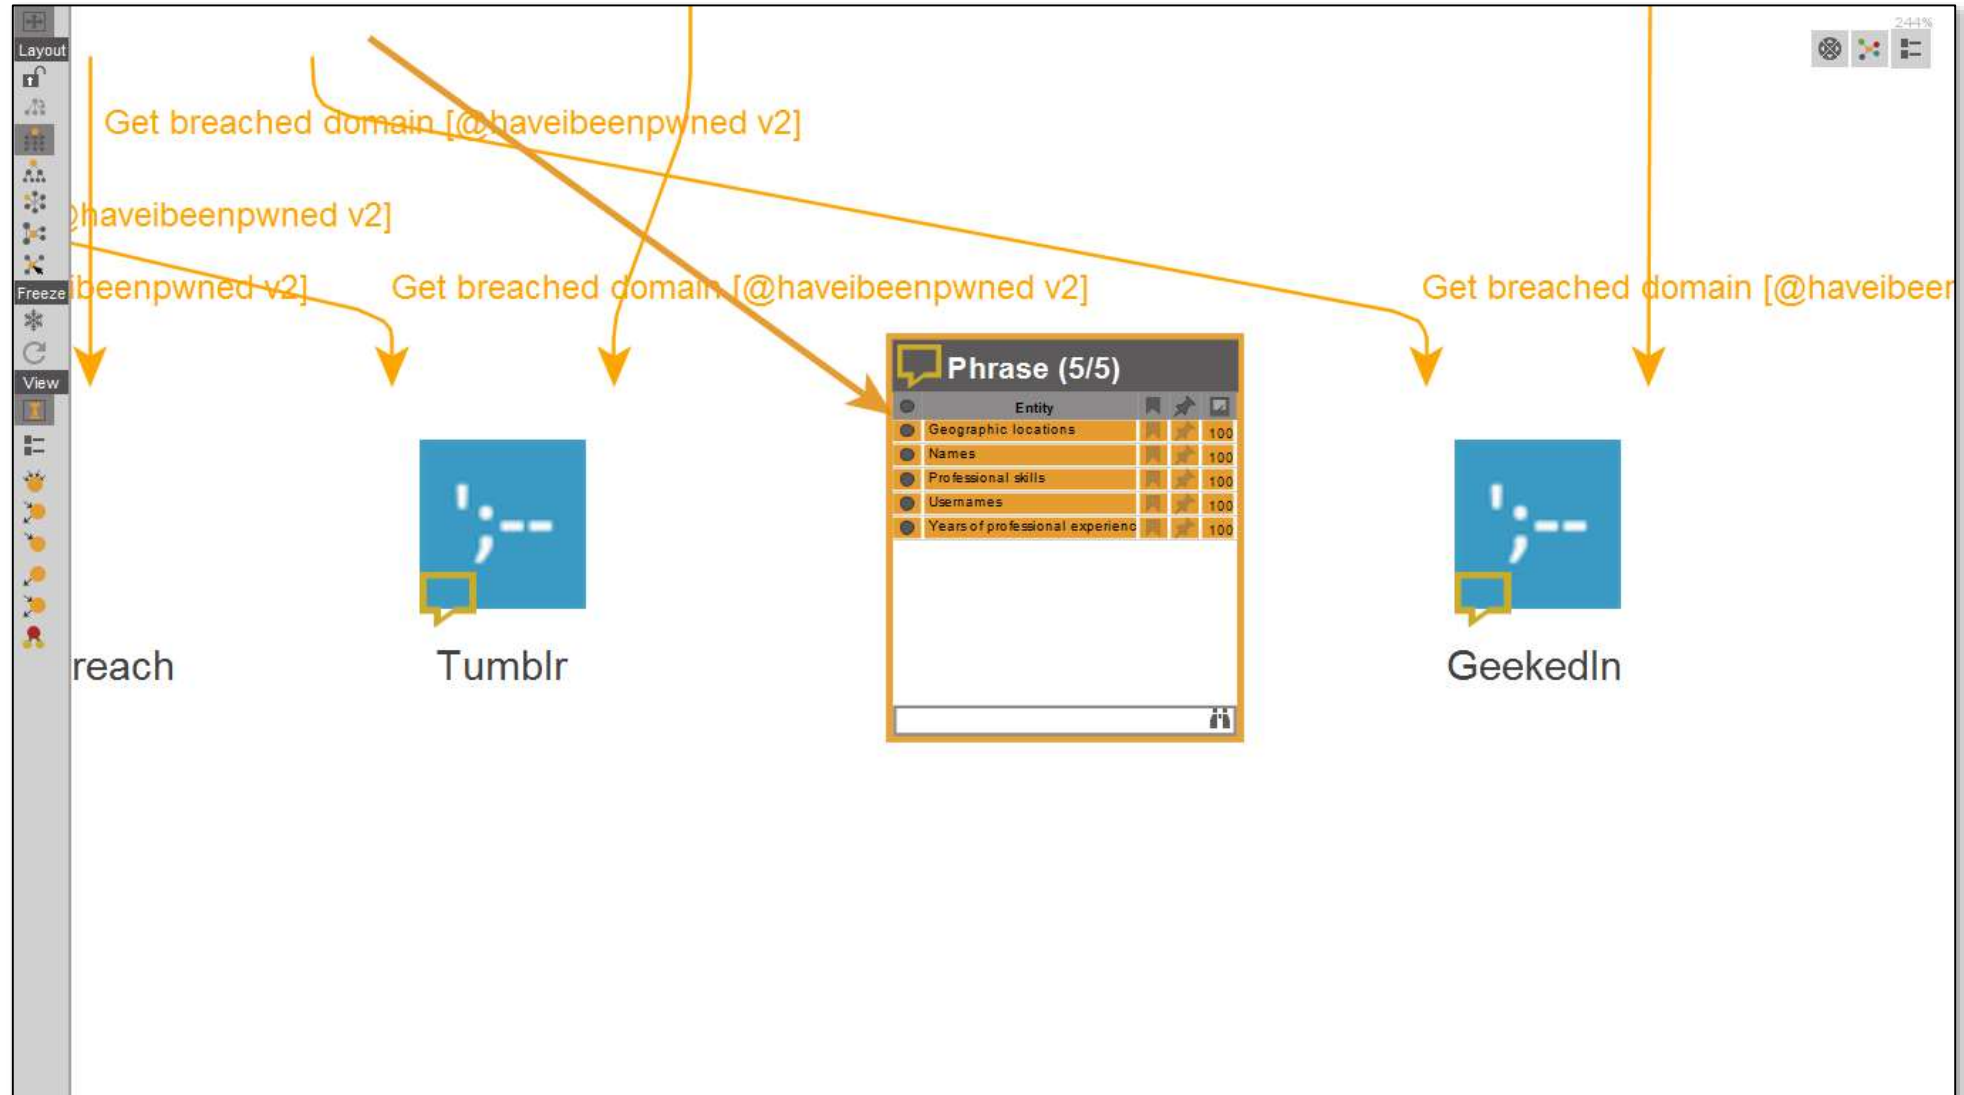 244%
Layout
Get breached domain [@haveibeenpwned v2]
@haveibeenpwned v2]
Freeze
ibeenpwned v2]
Get breached domain [@haveibeenpwned v2]
Get breached domain [@haveibeen
View
Phrase (5/5)
Entity
Geographic locations 100
Names 100
Professional skills 100
Usernames 100
Years of professional experienc 100
';--
';--
reach
Tumblr
GeekedIn